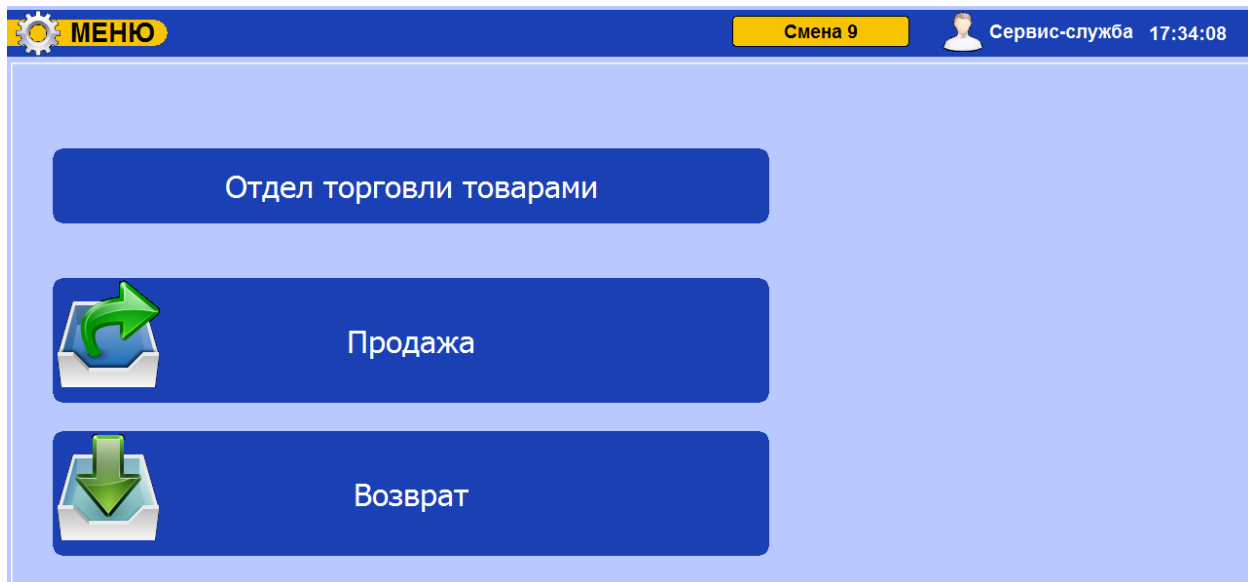 МЕНЮ
Смена 9
Сервис-служба 17:34:08
Отдел торговли товарами
Продажа
Возврат